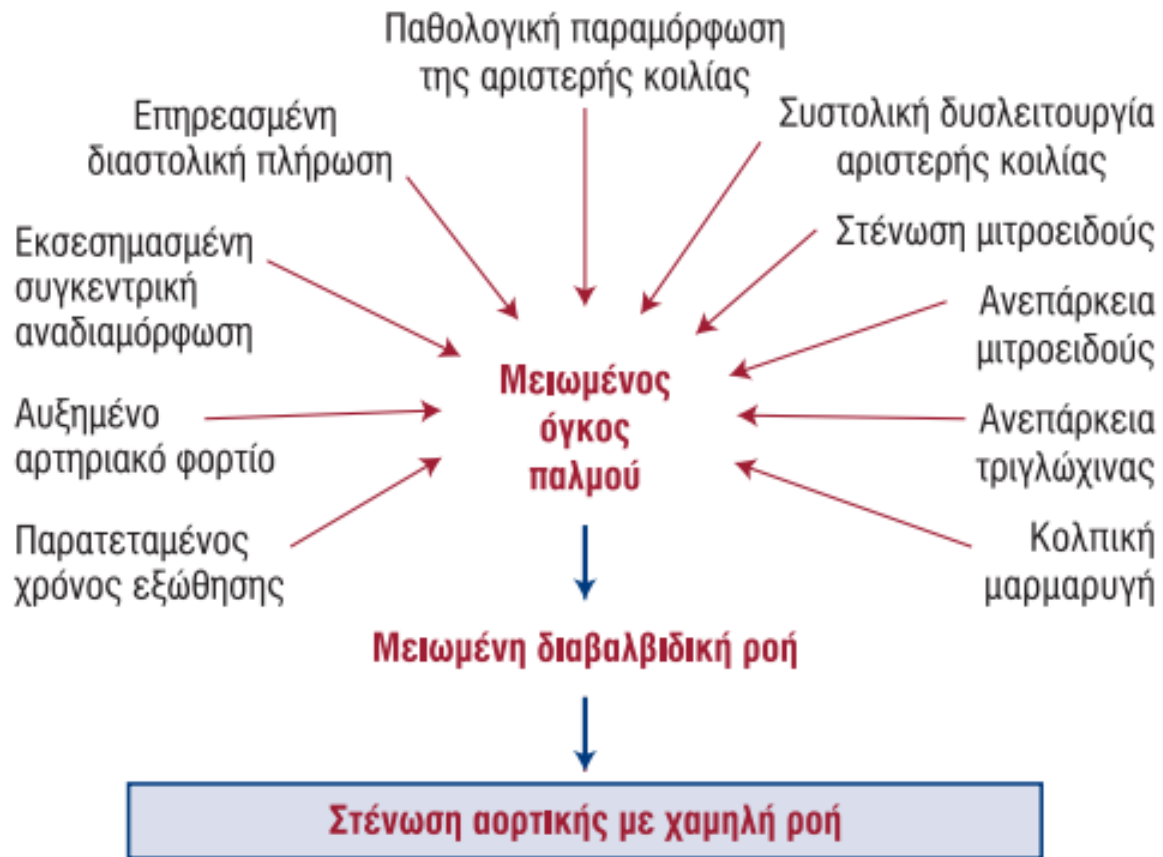 Παθολογική παραμόρφωση
της αριστερής κοιλίας
Επηρεασμένη
διαστολική πλήρωση
Συστολική δυσλειτουργία
αριστερής κοιλίας
Εκσεσημασμένη
συγκεντρική
αναδιαμόρφωση
Στένωση μιτροειδούς
Ανεπάρκεια
μιτροειδούς
Αυξημένο
αρτηριακό φορτίο
Ανεπάρκεια
τριγλώχινας
Παρατεταμένος
χρόνος εξώθησης
Κολπική
μαρμαρυγή
Μειωμένος
όγκος
παλμού
Μειωμένη διαβαλβιδική ροή
Στένωση αορτικής με χαμηλή ροή